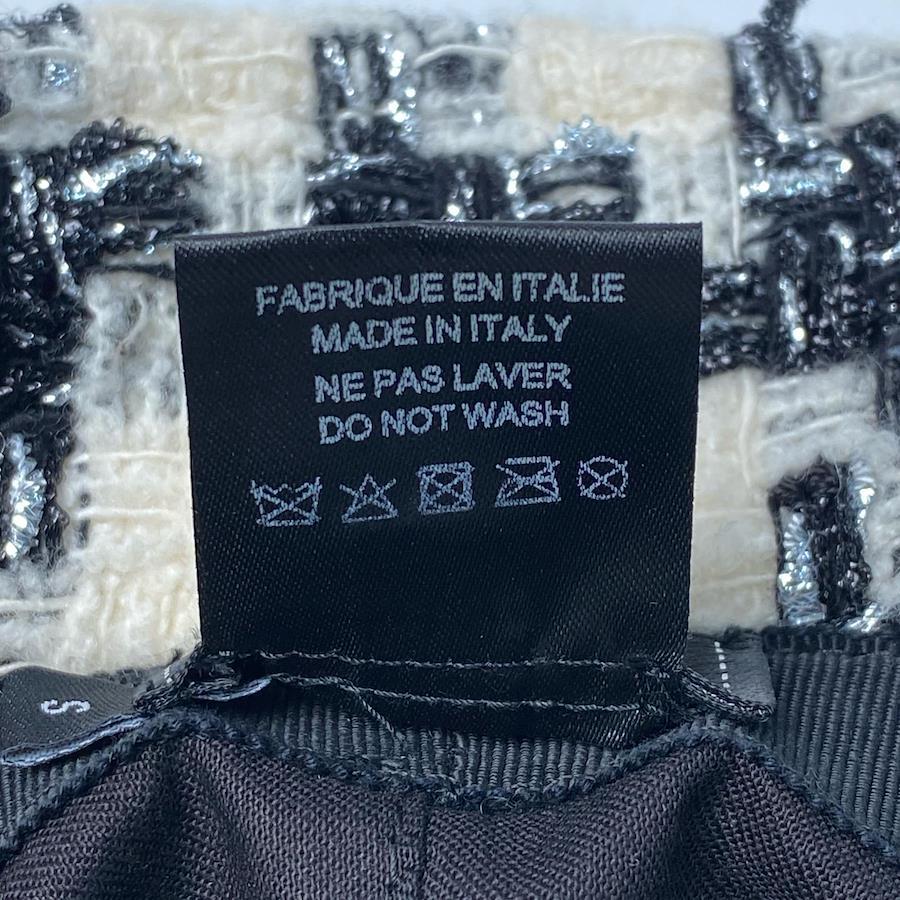 FABRIQUE EN ITALIE
MADE IN ITALY
NE PAS LAVER
DO NOT WASH
S